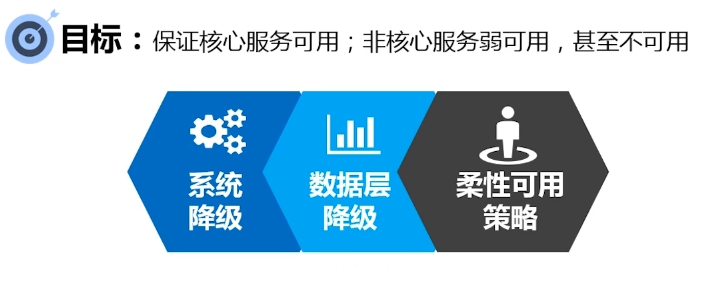 目标：保证核心服务可用；非核心服务弱可用，甚至不可用
系统
降级
数据层
降级
柔性可用
策略